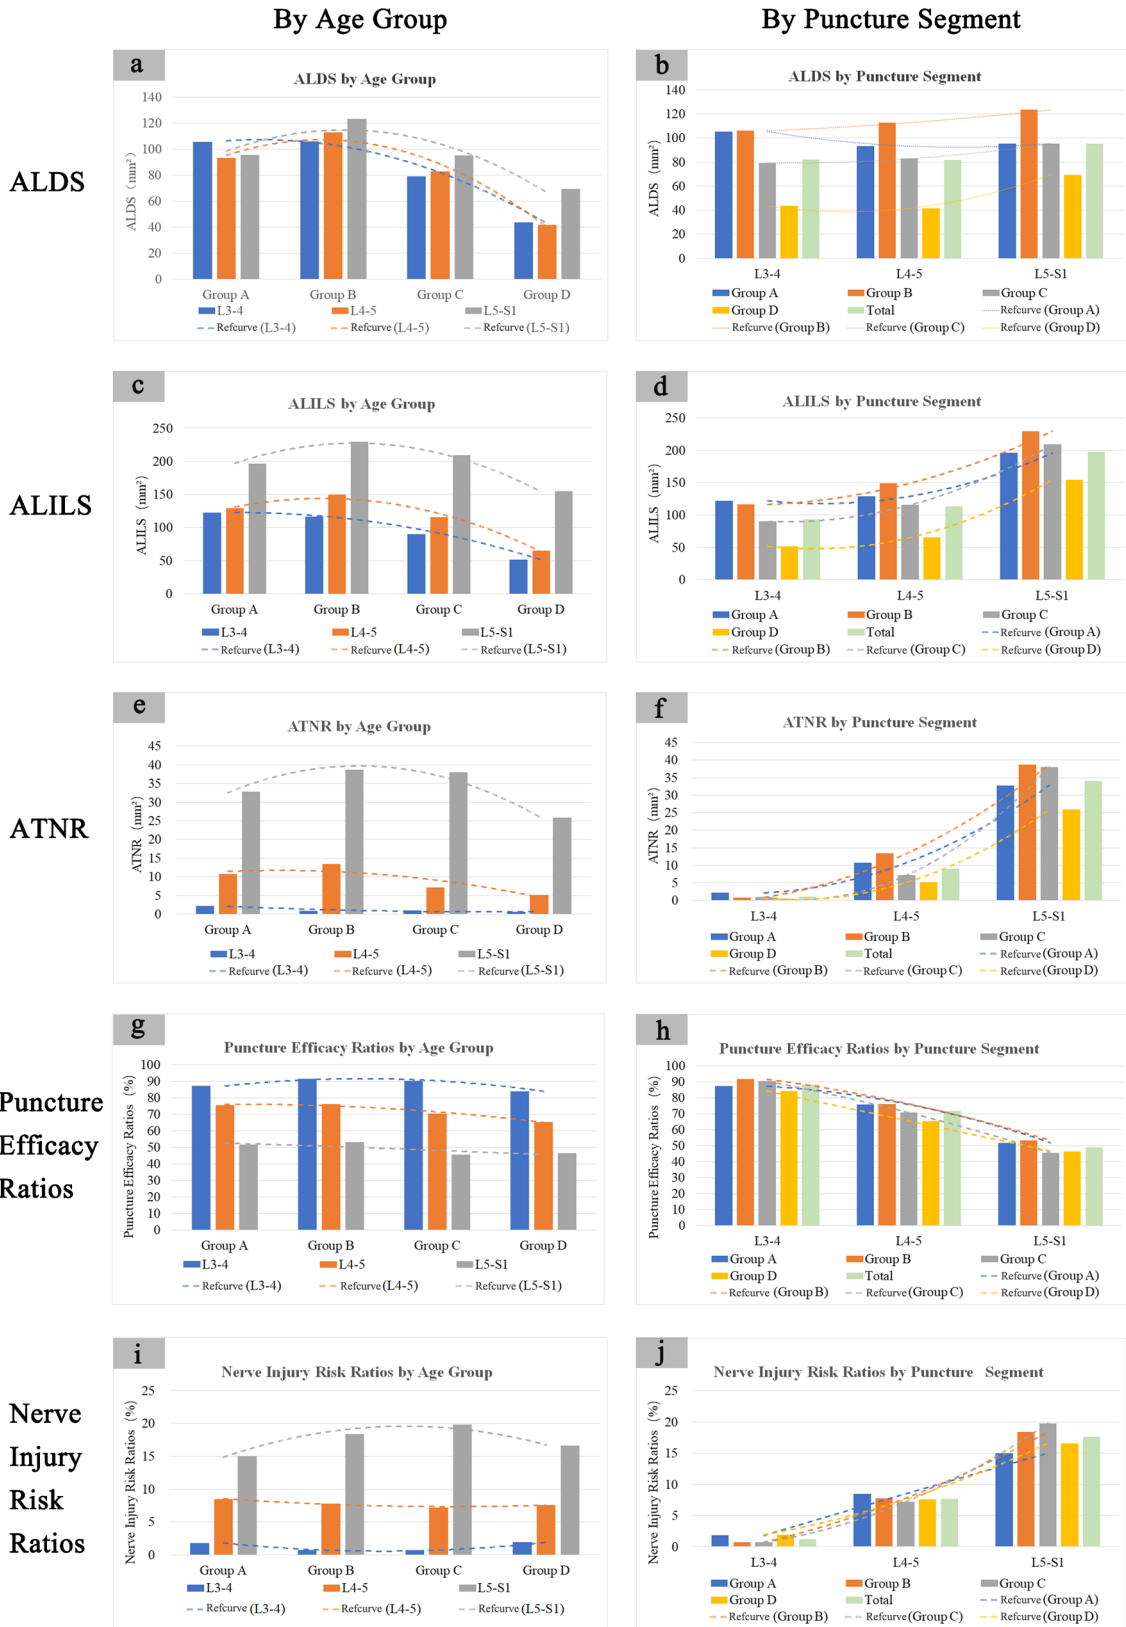 By Age Group
By Puncture Segment
ALDS
a
ALDS by Age Group
ALDS (mm²)
140
120
100
80
60
40
20
0
Group A Group B Group C Group D
L3-4 L4-5 L5-S1
Refcurve (L3-4) Refcurve (L4-5) Refcurve (L5-S1)
b
ALDS by Puncture Segment
ALDS (mm²)
140
120
100
80
60
40
20
0
L3-4 L4-5 L5-S1
Group A Group B Group C
Group D Total Refcurve (Group A)
Refcurve (Group B) Refcurve (Group C) Refcurve (Group D)
ALILS
c
ALILS by Age Group
ALILS (mm²)
250
200
150
100
50
0
Group A Group B Group C Group D
L3-4 L4-5 L5-S1
Refcurve (L3-4) Refcurve (L4-5) Refcurve (L5-S1)
d
ALILS by Puncture Segment
ALILS (mm²)
250
200
150
100
50
0
L3-4 L4-5 L5-S1
Group A Group B Group C
Group D Total Refcurve (Group A)
Refcurve (Group B) Refcurve (Group C) Refcurve (Group D)
ATNR
e
ATNR by Age Group
ATNR (mm²)
45
40
35
30
25
20
15
10
5
0
Group A Group B Group C Group D
L3-4 L4-5 L5-S1
Refcurve (L3-4) Refcurve (L4-5) Refcurve (L5-S1)
f
ATNR by Puncture Segment
ATNR (mm²)
45
40
35
30
25
20
15
10
5
0
L3-4 L4-5 L5-S1
Group A Group B Group C
Group D Total Refcurve (Group A)
Refcurve (Group B) Refcurve (Group C) Refcurve (Group D)
Puncture
Efficacy
Ratios
g
Puncture Efficacy Ratios by Age Group
Puncture Efficacy Ratios (%)
100
90
80
70
60
50
40
30
20
10
0
Group A Group B Group C Group D
L3-4 L4-5 L5-S1
Refcurve (L3-4) Refcurve (L4-5) Refcurve (L5-S1)
h
Puncture Efficacy Ratios by Puncture Segment
Puncture Efficacy Ratios (%)
100
90
80
70
60
50
40
30
20
10
0
L3-4 L4-5 L5-S1
Group A Group B Group C
Group D Total Refcurve (Group A)
Refcurve (Group B) Refcurve (Group C) Refcurve (Group D)
Nerve
Injury
Risk
Ratios
i
Nerve Injury Risk Ratios by Age Group
Nerve Injury Risk Ratios (%)
25
20
15
10
5
0
Group A Group B Group C Group D
L3-4 L4-5 L5-S1
Refcurve (L3-4) Refcurve (L4-5) Refcurve (L5-S1)
j
Nerve Injury Risk Ratios by Puncture Segment
Nerve Injury Risk Ratios (%)
25
20
15
10
5
0
L3-4 L4-5 L5-S1
Group A Group B Group C
Group D Total Refcurve (Group A)
Refcurve (Group B) Refcurve (Group C) Refcurve (Group D)